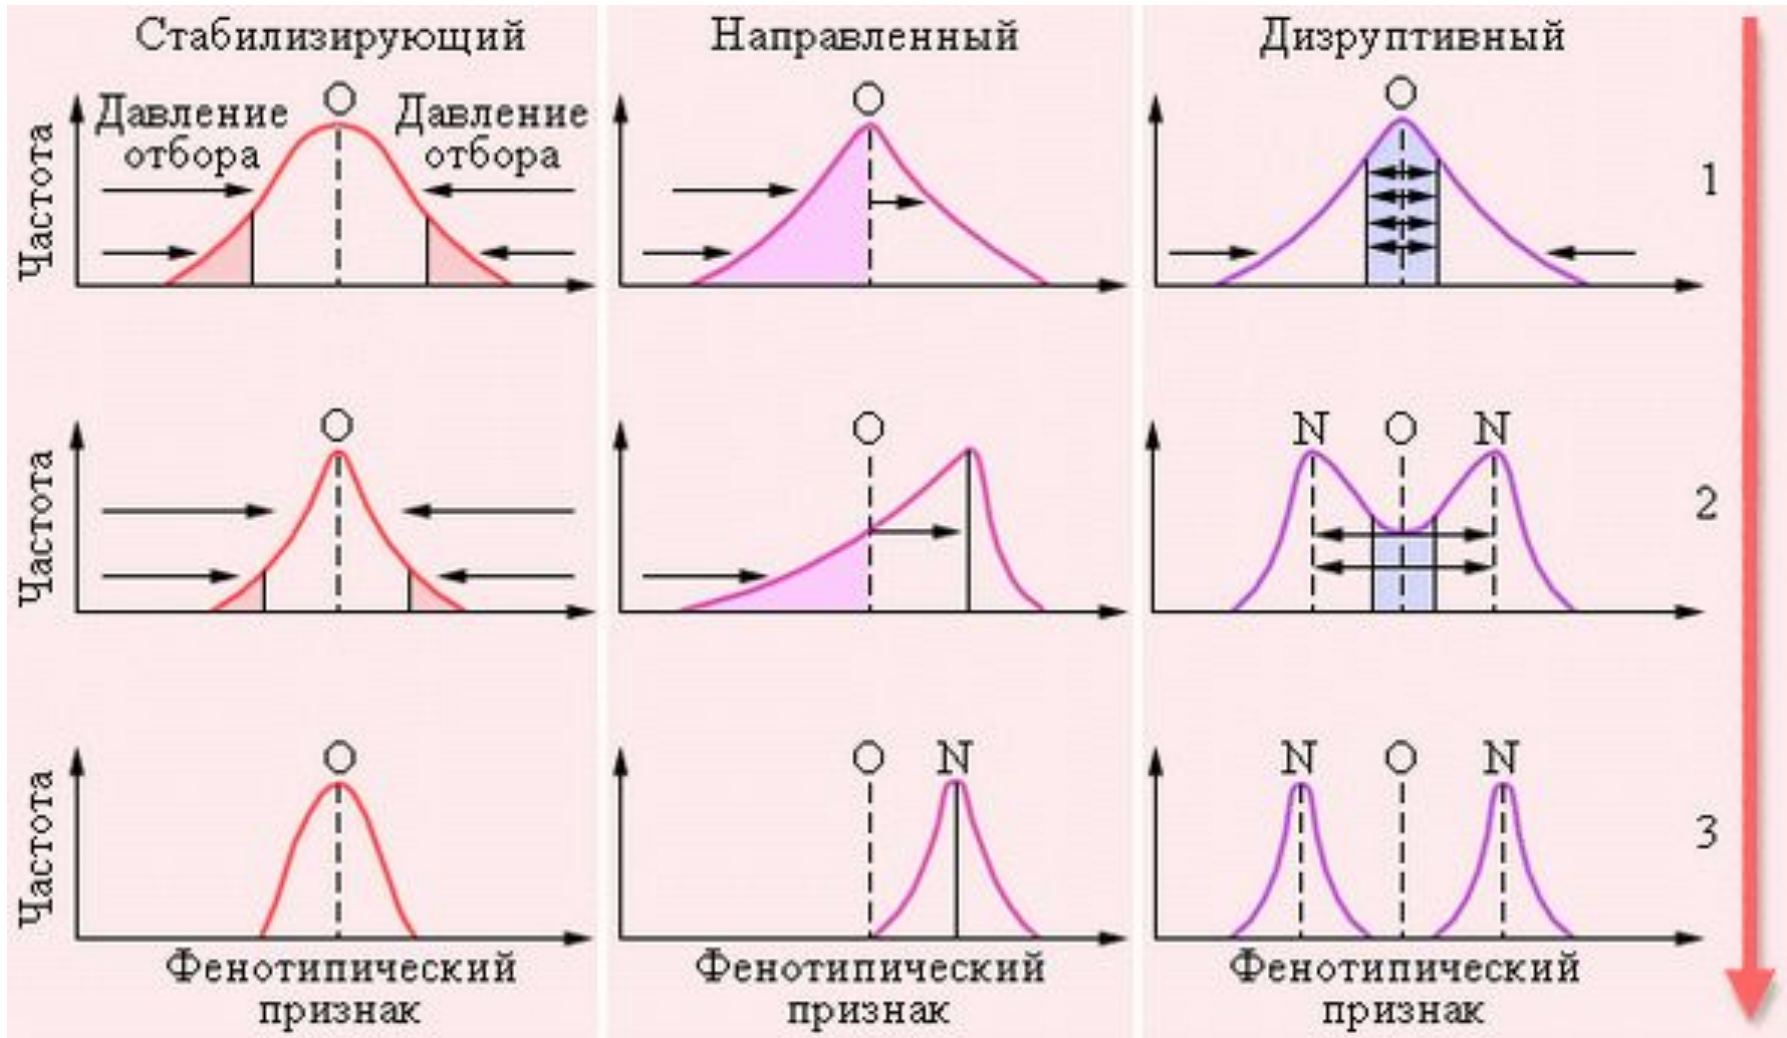 Стабилизирующий
Направленный
Дизруптивный
О
О
О
Давление
отбора
Давление
отбора
Частота
1
О
О
N О N
Частота
2
О
О N
N О N
Частота
3
Фенотипический
признак
Фенотипический
признак
Фенотипический
признак